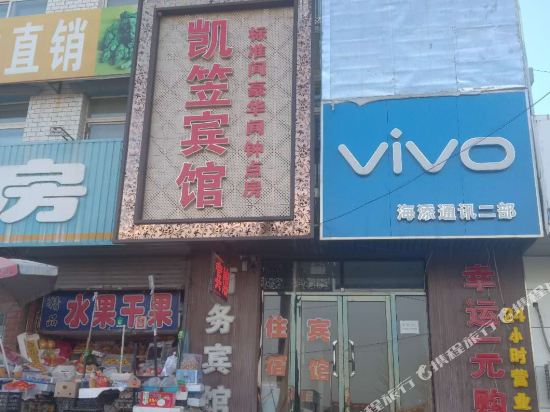 直销
凯笠宾馆
标准间豪华间钟点房
vivo
海添通讯二部
房
精品
水果干果
务宾馆
住宿
宾馆
幸运一元购
24小时营业
携程旅行